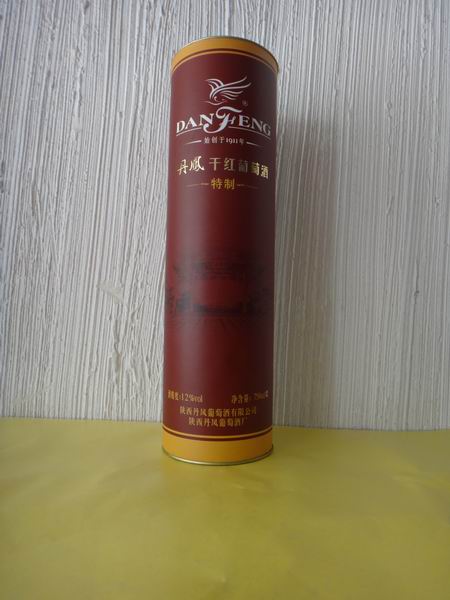 ®
DANFENG
始创于1911年
丹凤 干红葡萄酒
特制
酒精度:12%vol 净含量:750ml/瓶
陕西丹凤葡萄酒有限公司
陕西丹凤葡萄酒厂